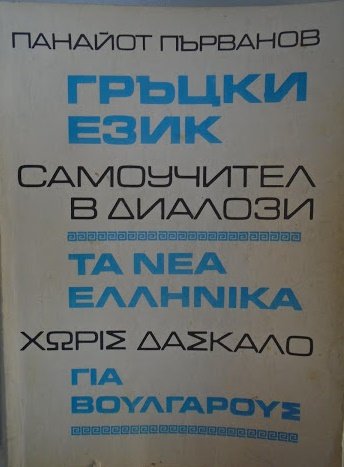 ПАНАЙОТ ПЪРВАНОВ
ГРЪЦКИ
ЕЗИК
САМОУЧИТЕЛ
В ДИАЛОЗИ
ΤΑ ΝΕΑ
ΕΛΛΗΝΙΚΑ
ΧΩΡΙΣ ΔΑΣΚΑΛΟ
ΓΙΑ
ΒΟΥΛΓΑΡΟΥΣ